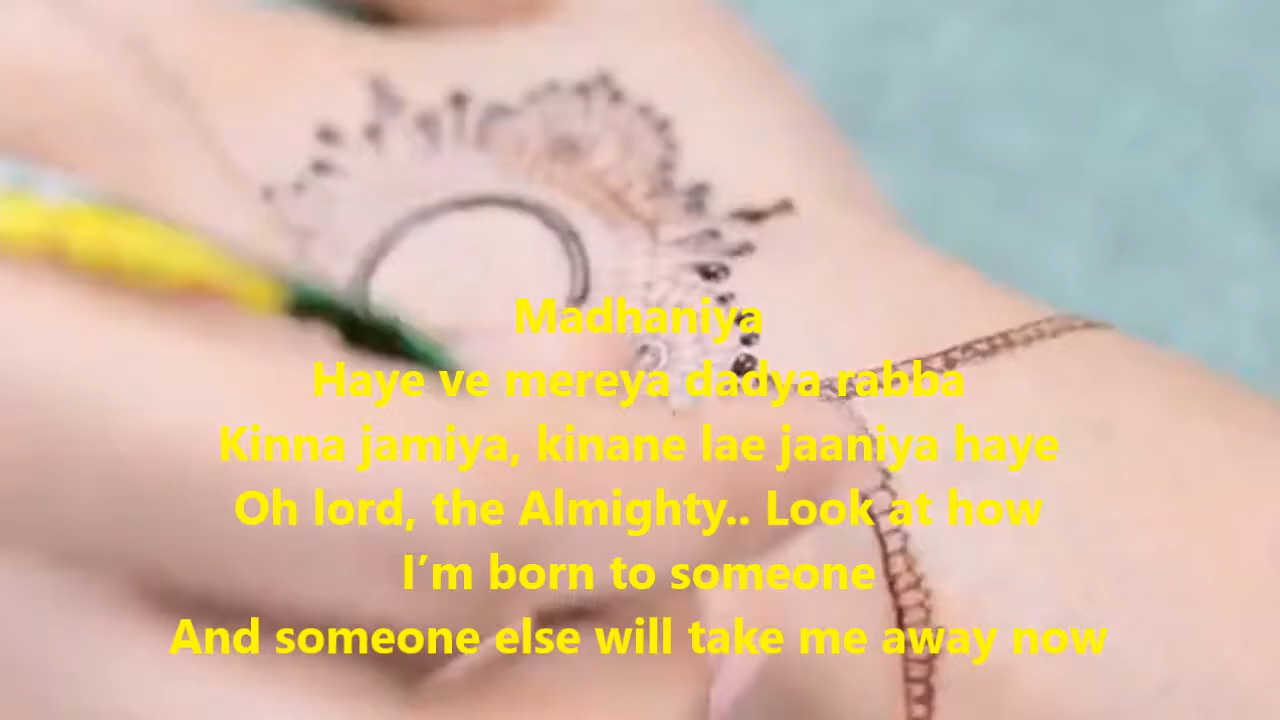 Madhaniya
Haye ve mereya dadya rabba
Kinna jamiya, kinane lae jaaniya haye
Oh lord, the Almighty.. Look at how
I’m born to someone
And someone else will take me away now